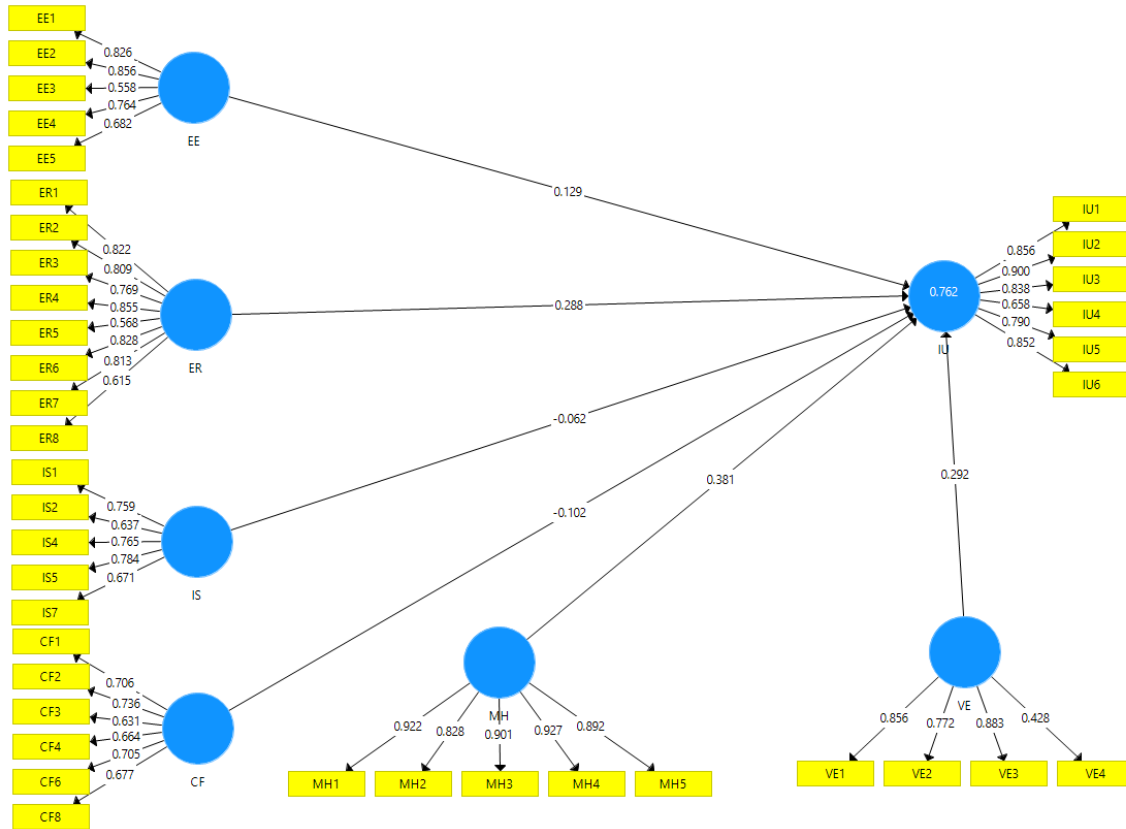 EE1
EE2
EE3
EE4
EE5
0.826
0.856
0.558
0.764
0.682
EE
0.129
ER1
ER2
ER3
ER4
ER5
ER6
ER7
ER8
0.822
0.809
0.769
0.855
0.568
0.828
0.813
0.615
ER
0.288
IS1
IS2
IS4
IS5
IS7
0.759
0.637
0.765
0.784
0.671
IS
-0.062
CF1
CF2
CF3
CF4
CF6
CF8
0.706
0.736
0.631
0.664
0.705
0.677
CF
-0.102
MH
0.381
0.922
0.828
0.901
0.927
0.892
MH1
MH2
MH3
MH4
MH5
0.762
IU
0.856
0.900
0.838
0.658
0.790
0.852
IU1
IU2
IU3
IU4
IU5
IU6
0.292
VE
0.856
0.772
0.883
0.428
VE1
VE2
VE3
VE4